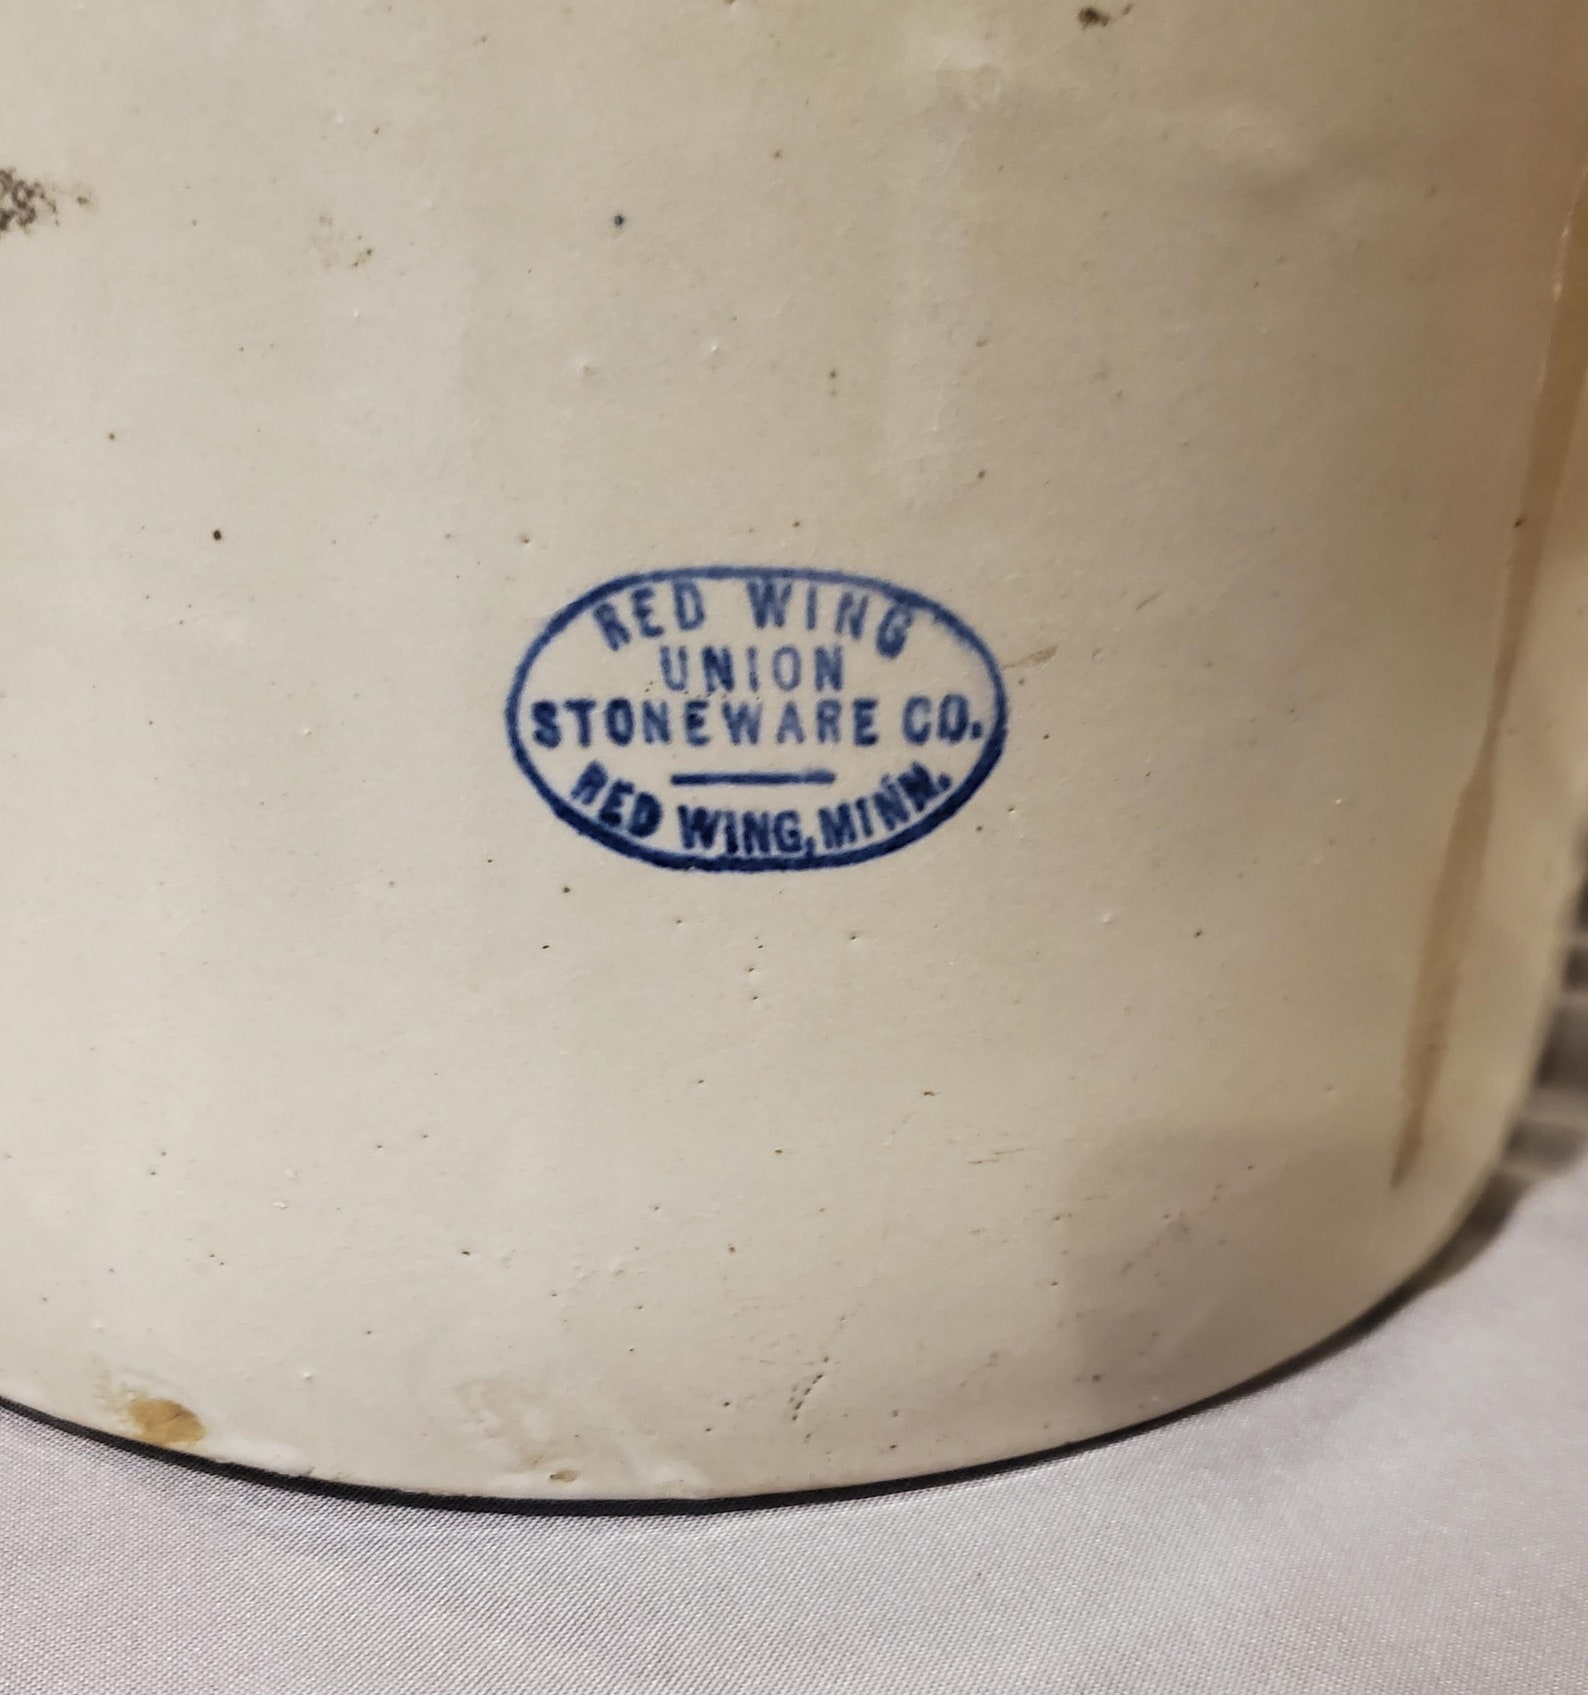 RED WING
UNION
STONEWARE CO.
RED WING, MINN.